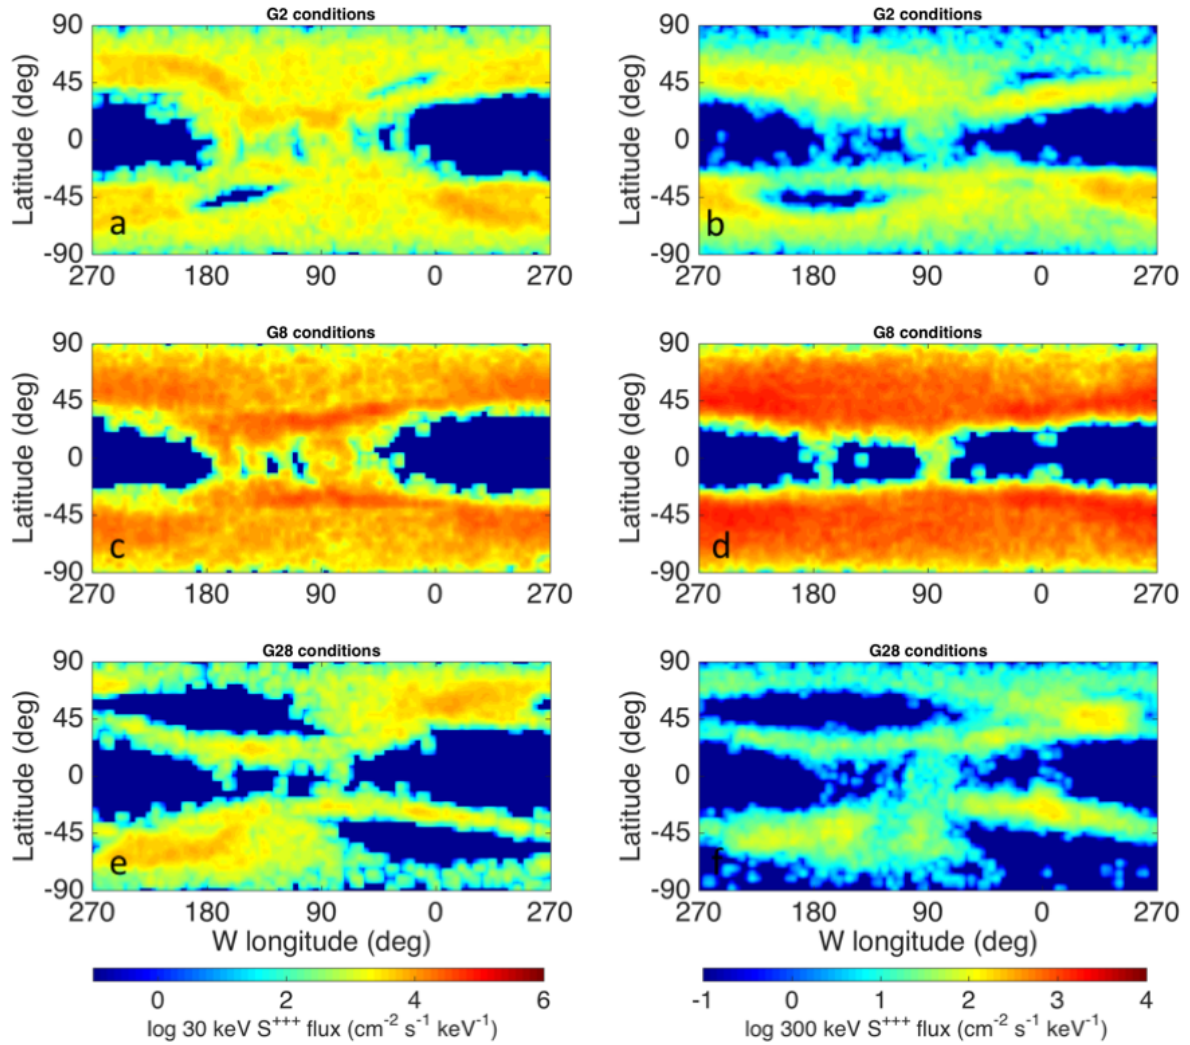 G2 conditions
90
45
0
-45
-90
Latitude (deg)
a
270 180 90 0 270
G2 conditions
90
45
0
-45
-90
Latitude (deg)
b
270 180 90 0 270
G8 conditions
90
45
0
-45
-90
Latitude (deg)
c
270 180 90 0 270
G8 conditions
90
45
0
-45
-90
Latitude (deg)
d
270 180 90 0 270
G28 conditions
90
45
0
-45
-90
Latitude (deg)
e
270 180 90 0 270
W longitude (deg)
G28 conditions
90
45
0
-45
-90
Latitude (deg)
f
270 180 90 0 270
W longitude (deg)
0 2 4 6
log 30 keV S+++ flux (cm-2 s-1 keV-1)
-1 0 1 2 3 4
log 300 keV S+++ flux (cm-2 s-1 keV-1)